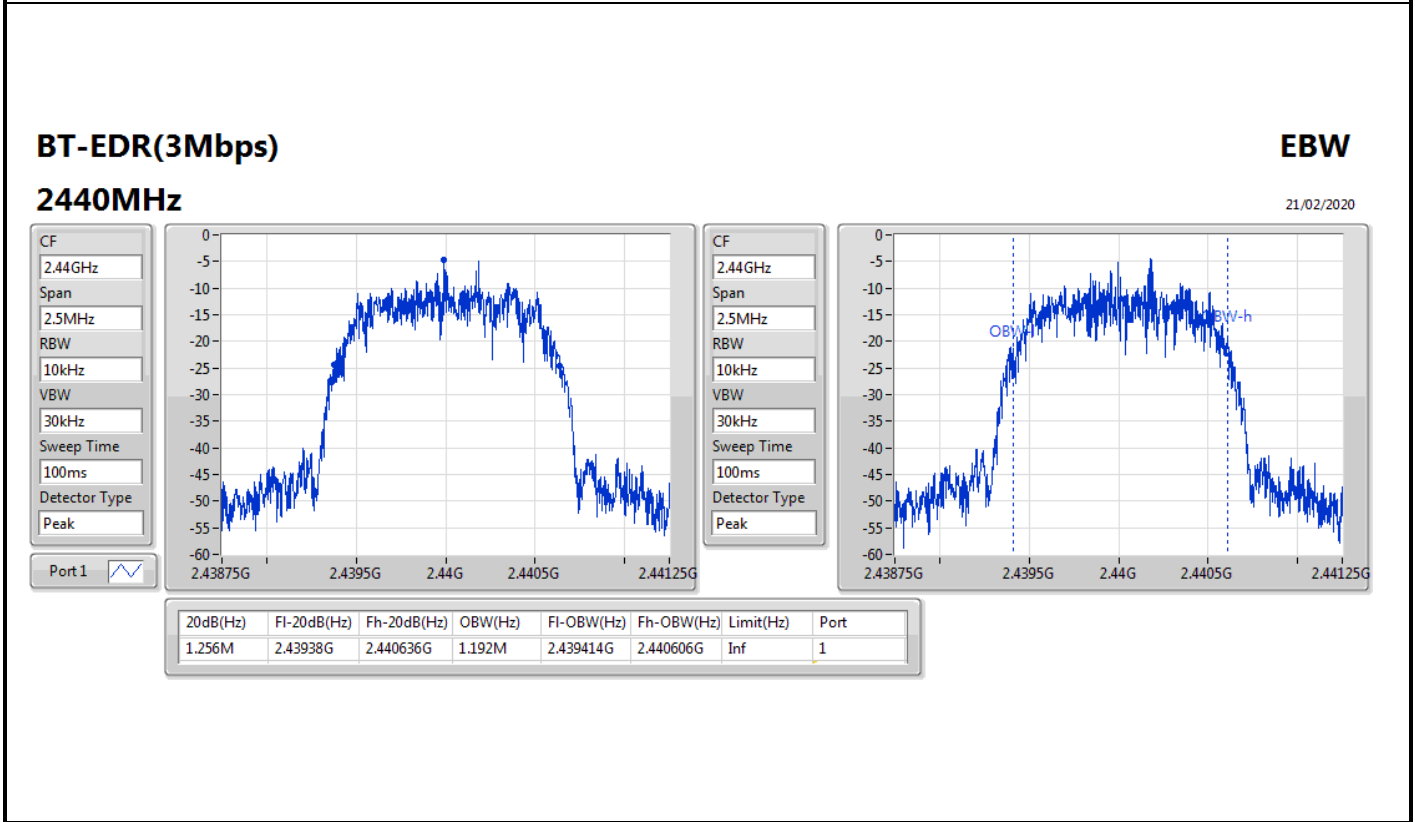 BT-EDR(3Mbps)
EBW
2440MHz
21/02/2020
CF
2.44GHz
Span
2.5MHz
RBW
10kHz
VBW
30kHz
Sweep Time
100ms
Detector Type
Peak
Port 1
0
-5
-10
-15
-20
-25
-30
-35
-40
-45
-50
-55
-60
2.43875G 2.4395G 2.44G 2.4405G 2.44125G
CF
2.44GHz
Span
2.5MHz
RBW
10kHz
VBW
30kHz
Sweep Time
100ms
Detector Type
Peak
0
-5
-10
-15
-20
-25
-30
-35
-40
-45
-50
-55
-60
OBW-h
2.43875G 2.4395G 2.44G 2.4405G 2.44125G
20dB(Hz) Fl-20dB(Hz) Fh-20dB(Hz) OBW(Hz) Fl-OBW(Hz) Fh-OBW(Hz) Limit(Hz) Port
1.256M 2.43938G 2.440636G 1.192M 2.439414G 2.440606G Inf 1